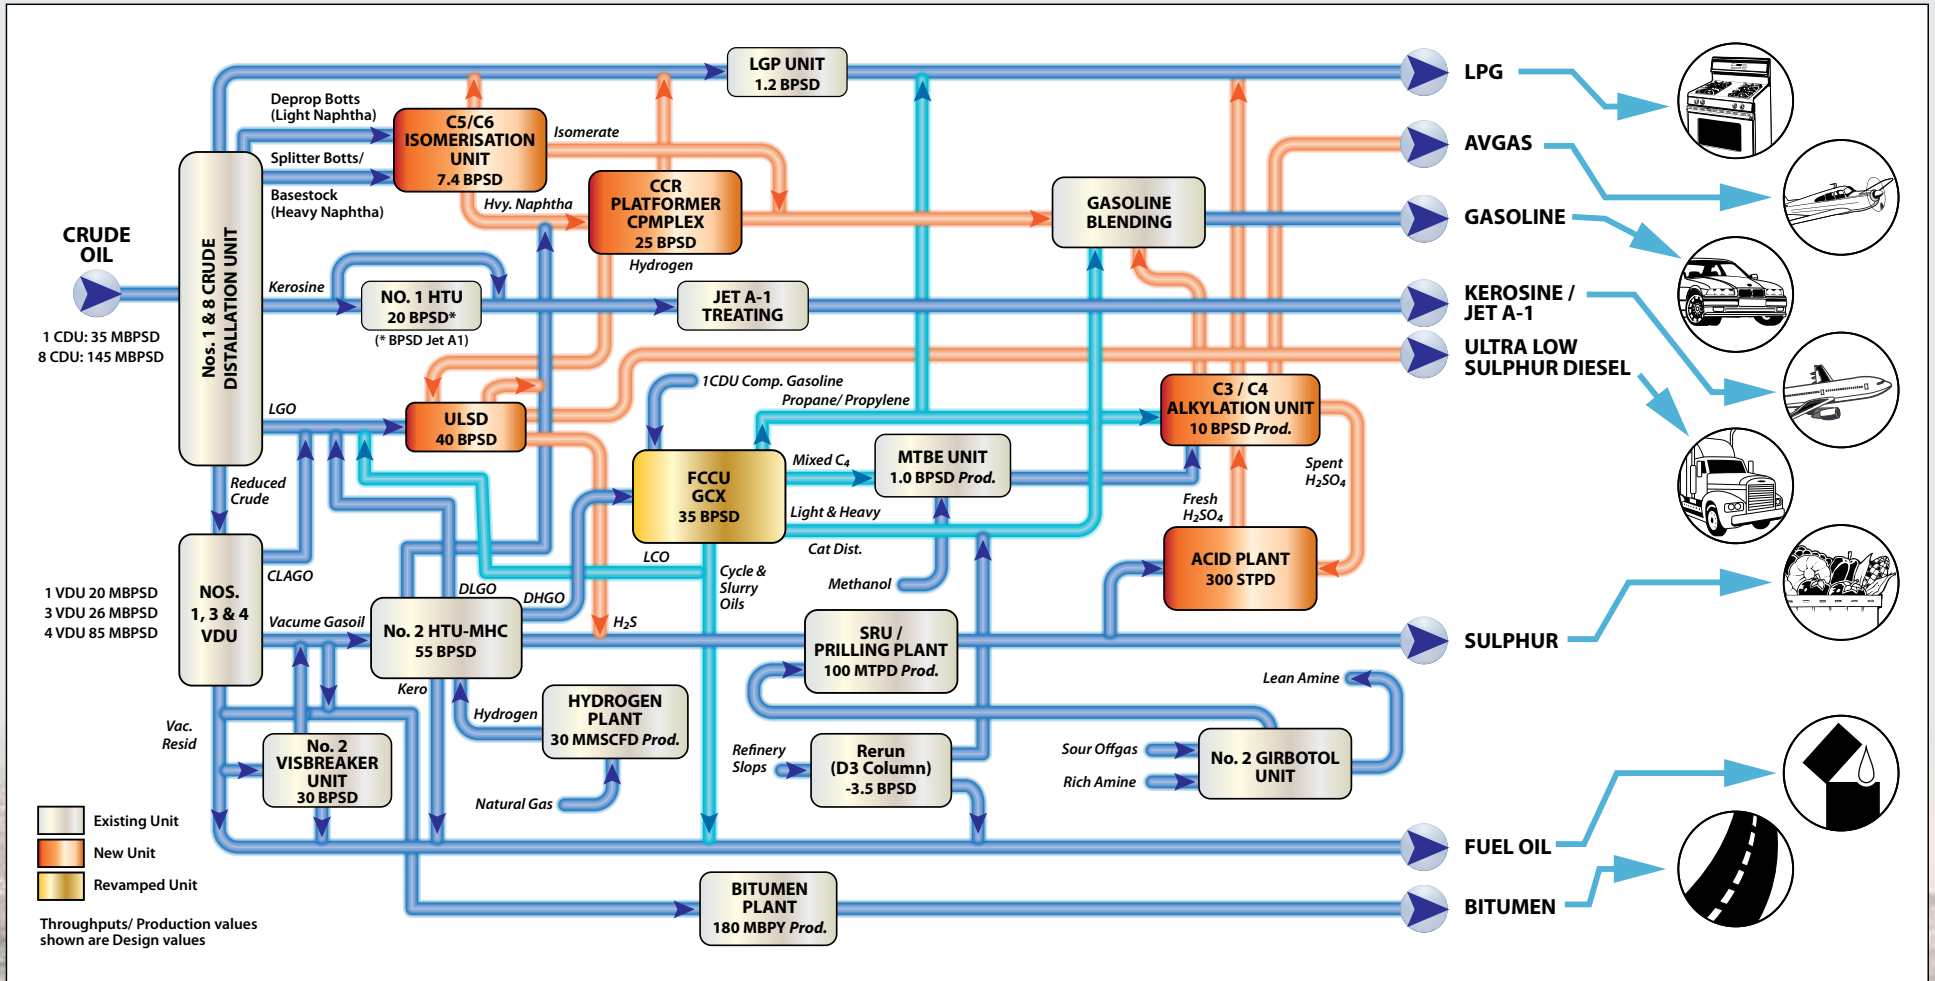 LGP UNIT
1.2 BPSD
LPG
Deprop Botts
(Light Naphtha)
C5/C6
ISOMERISATION
UNIT
7.4 BPSD
Isomerate
AVGAS
Splitter Botts/
Basestock
(Heavy Naphtha)
Hvy. Naphtha
CCR
PLATFORMER
CPMPLEX
25 BPSD
Hydrogen
GASOLINE
BLENDING
GASOLINE
CRUDE
OIL
1 CDU: 35 MBPSD
8 CDU: 145 MBPSD
Nos. 1 & 8 CRUDE
DISTALLATION UNIT
Kerosine
NO. 1 HTU
20 BPSD*
(* BPSD Jet A1)
JET A-1
TREATING
KEROSINE /
JET A-1
ULTRA LOW
SULPHUR DIESEL
LGO
ULSD
40 BPSD
1CDU Comp. Gasoline
Propane/ Propylene
C3 / C4
ALKYLATION UNIT
10 BPSD Prod.
Reduced
Crude
FCCU
GCX
35 BPSD
Mixed C₄
MTBE UNIT
1.0 BPSD Prod.
Light & Heavy
Cat Dist.
Spent
H₂SO₄
Fresh
H₂SO₄
LCO
Cycle &
Slurry
Oils
Methanol
ACID PLANT
300 STPD
1 VDU 20 MBPSD
3 VDU 26 MBPSD
4 VDU 85 MBPSD
NOS.
1, 3 & 4
VDU
CLAGO
DLGO
DHGO
Vacume Gasoil
No. 2 HTU-MHC
55 BPSD
H₂S
SRU /
PRILLING PLANT
100 MTPD Prod.
SULPHUR
Kero
Hydrogen
HYDROGEN
PLANT
30 MMSCFD Prod.
Lean Amine
Vac.
Resid
No. 2
VISBREAKER
UNIT
30 BPSD
Natural Gas
Refinery
Slops
Rerun
(D3 Column)
-3.5 BPSD
Sour Offgas
Rich Amine
No. 2 GIRBOTOL
UNIT
Existing Unit
New Unit
Revamped Unit
FUEL OIL
BITUMEN
PLANT
180 MBPY Prod.
BITUMEN
Throughputs/ Production values
shown are Design values